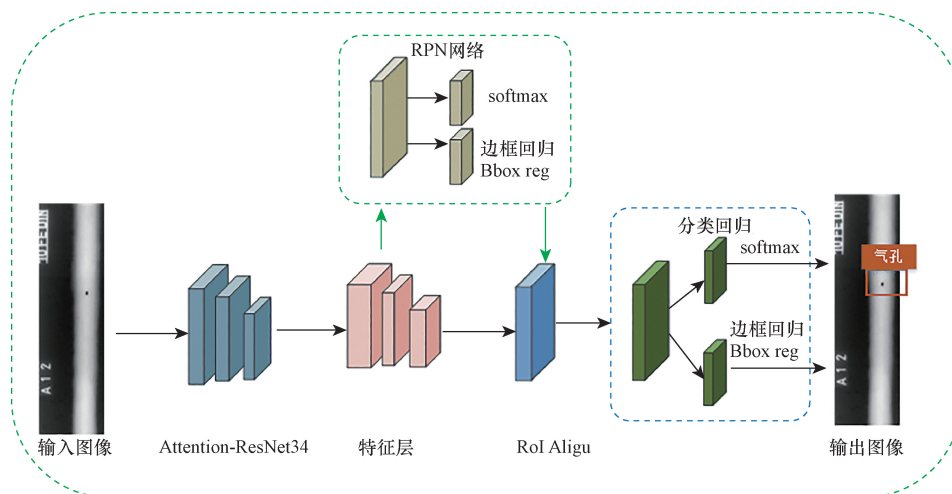 RPN网络
softmax
边框回归
Bbox reg
分类回归
softmax
气孔
边框回归
Bbox reg
A 1 2
A 1 2
输入图像
Attention-ResNet34
特征层
RoI Aligu
输出图像